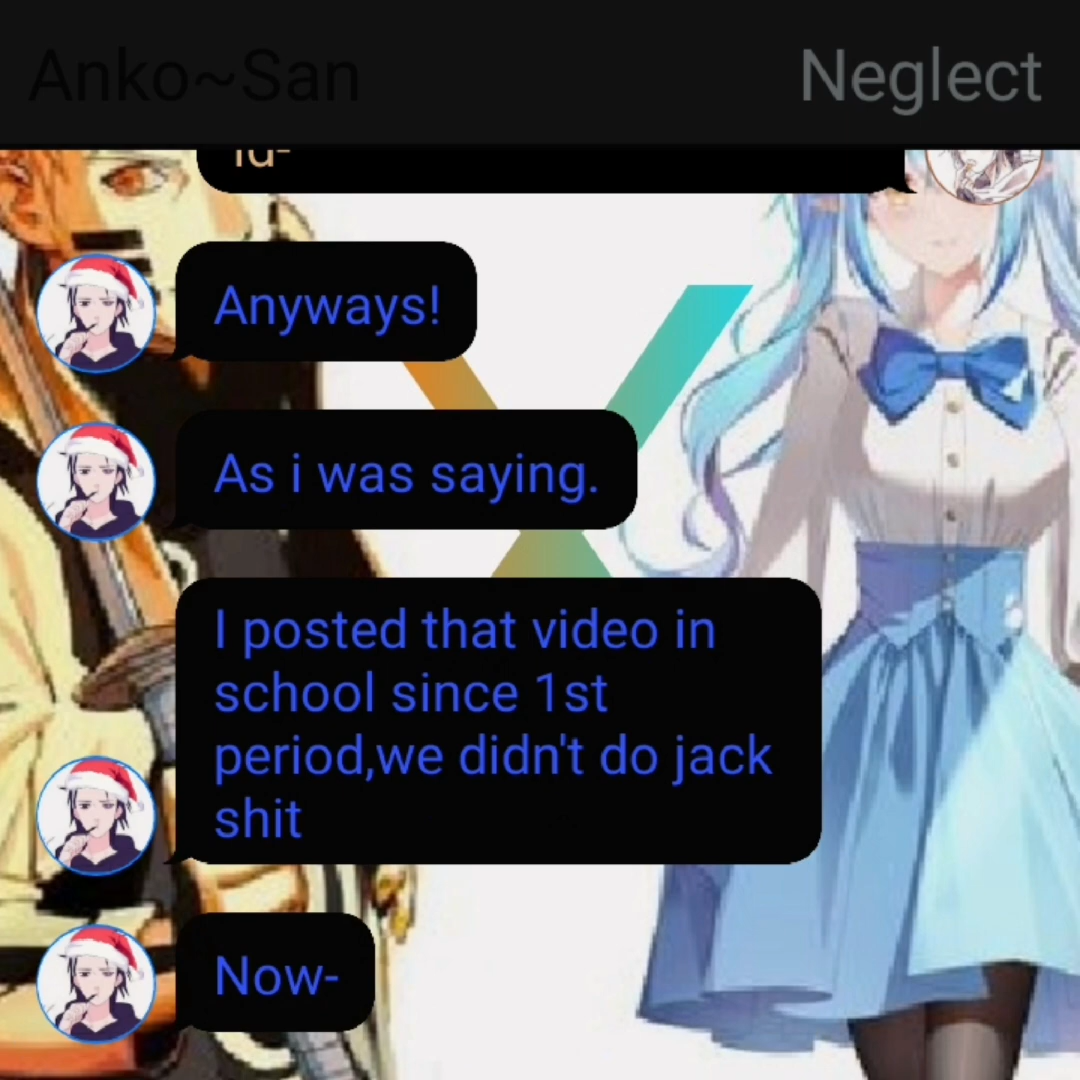 Anko~San Neglect
Anyways!
As i was saying.
I posted that video in
school since 1st
period,we didn't do jack
shit
Now-